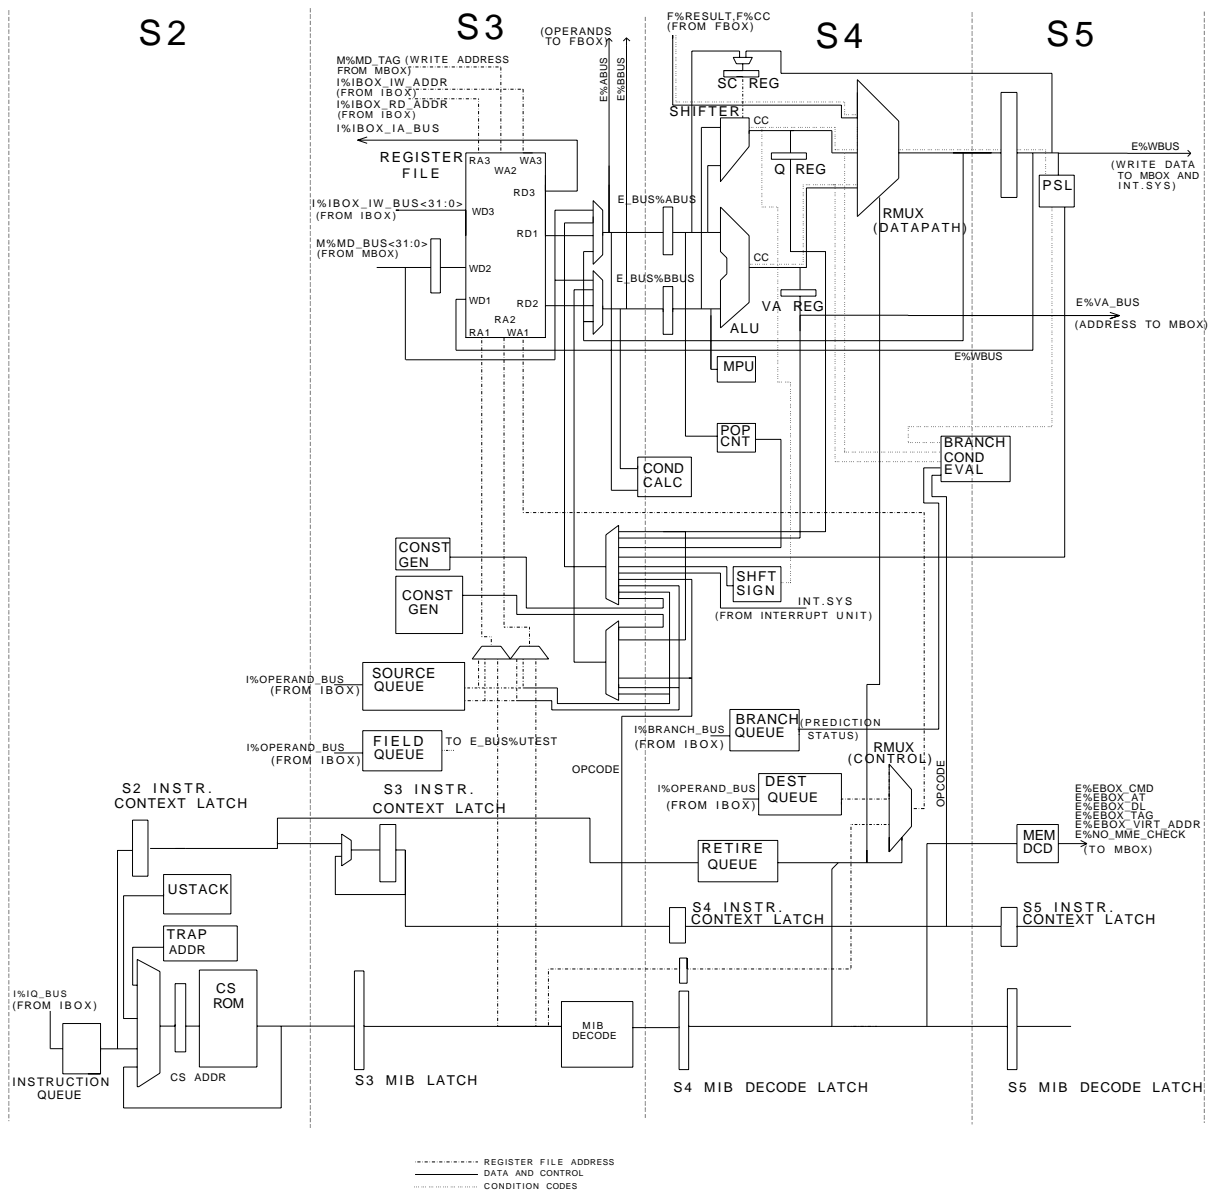 S2
S3
S4
S5
F%RESULT,F%CC
(FROM FBOX)
(OPERANDS
TO FBOX)
M%MD_TAG (WRITE ADDRESS
FROM MBOX)
I%IBOX_IW_ADDR
(FROM IBOX)
I%IBOX_RD_ADDR
(FROM IBOX)
I%IBOX_IA_BUS
E%ABUS
E%BBUS
SC REG
SHIFTER
CC
REGISTER
FILE
RA3
WA3
WA2
RD3
WD3
RD1
WD2
WD1
RD2
RA2
RA1
WA1
I%IBOX_IW_BUS<31:0>
(FROM IBOX)
M%MD_BUS<31:0>
(FROM MBOX)
E_BUS%ABUS
E_BUS%BBUS
Q REG
CC
VA REG
ALU
RMUX
(DATAPATH)
PSL
E%WBUS
(WRITE DATA
TO MBOX AND
INT.SYS)
E%VA_BUS
(ADDRESS TO MBOX)
E%WBUS
MPU
POP
CNT
COND
CALC
BRANCH
COND
EVAL
CONST
GEN
CONST
GEN
SHFT
SIGN
INT.SYS
(FROM INTERRUPT UNIT)
I%OPERAND_BUS
(FROM IBOX)
SOURCE
QUEUE
I%OPERAND_BUS
(FROM IBOX)
FIELD
QUEUE
TO E_BUS%UTEST
I%BRANCH_BUS
(FROM IBOX)
BRANCH
QUEUE
(PREDICTION
STATUS)
RMUX
(CONTROL)
OPCODE
I%OPERAND_BUS
(FROM IBOX)
DEST
QUEUE
OPCODE
S2 INSTR.
CONTEXT LATCH
S3 INSTR.
CONTEXT LATCH
RETIRE
QUEUE
MEM
DCD
E%EBOX_CMD
E%EBOX_AT
E%EBOX_DL
E%EBOX_TAG
E%EBOX_VIRT_ADDR
E%NO_MME_CHECK
(TO MBOX)
USTACK
TRAP
ADDR
S4 INSTR.
CONTEXT LATCH
S5 INSTR.
CONTEXT LATCH
I%IQ_BUS
(FROM IBOX)
CS
ROM
MIB
DECODE
INSTRUCTION
QUEUE
CS ADDR
S3 MIB LATCH
S4 MIB DECODE LATCH
S5 MIB DECODE LATCH
REGISTER FILE ADDRESS
DATA AND CONTROL
CONDITION CODES